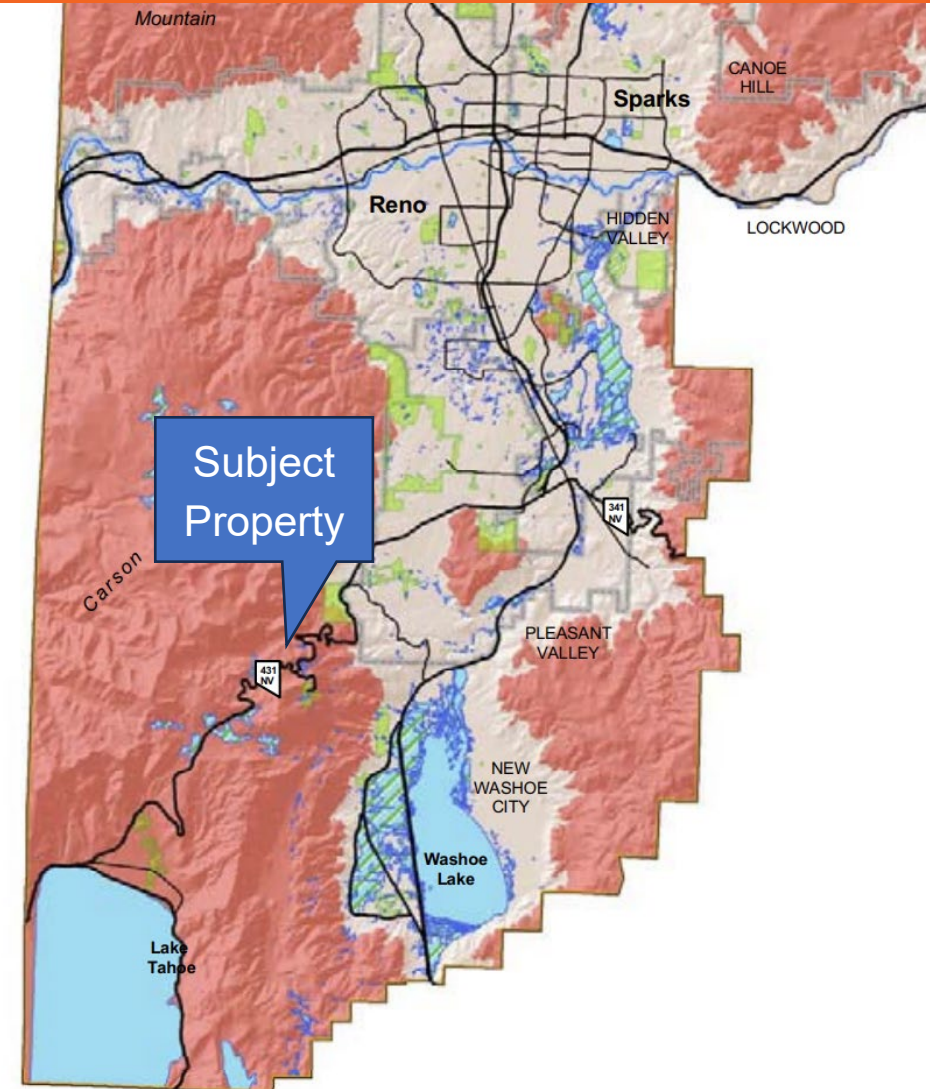 Mountain
CANOE
HILL
Sparks
Reno
HIDDEN
VALLEY
LOCKWOOD
Subject
Property
341
NV
Carson
PLEASANT
VALLEY
431
NV
NEW
WASHOE
CITY
Washoe
Lake
Lake
Tahoe